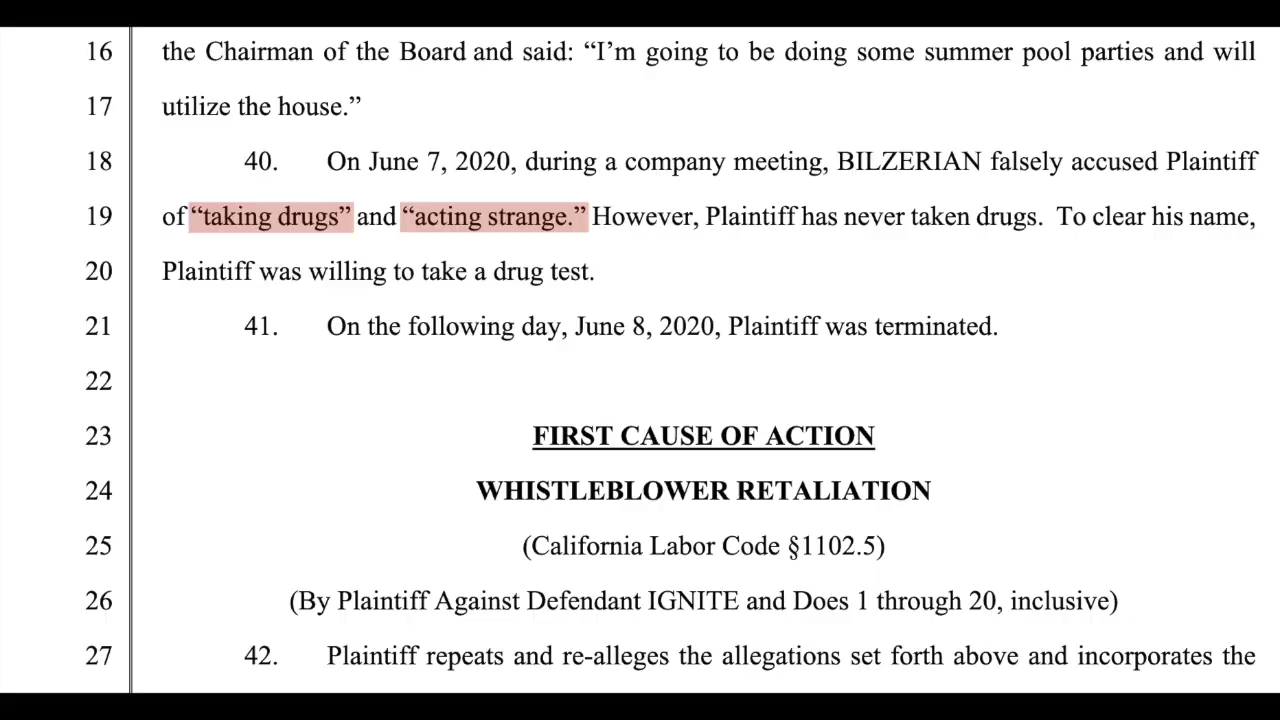 16 the Chairman of the Board and said: “I’m going to be doing some summer pool parties and will
17 utilize the house.”
18 40. On June 7, 2020, during a company meeting, BILZERIAN falsely accused Plaintiff
19 of “taking drugs” and “acting strange.” However, Plaintiff has never taken drugs. To clear his name,
20 Plaintiff was willing to take a drug test.
21 41. On the following day, June 8, 2020, Plaintiff was terminated.
22
23 FIRST CAUSE OF ACTION
24 WHISTLEBLOWER RETALIATION
25 (California Labor Code §1102.5)
26 (By Plaintiff Against Defendant IGNITE and Does 1 through 20, inclusive)
27 42. Plaintiff repeats and re-alleges the allegations set forth above and incorporates the